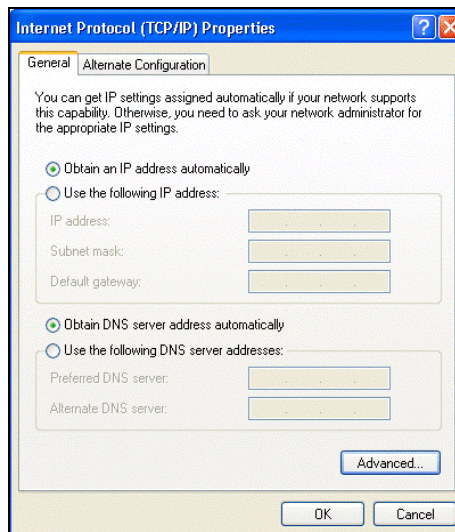 Internet Protocol (TCP/IP) Properties
General
Alternate Configuration
You can get IP settings assigned automatically if your network supports
this capability. Otherwise, you need to ask your network administrator for
the appropriate IP settings.
Obtain an IP address automatically
Use the following IP address:
IP address:
Subnet mask:
Default gateway:
Obtain DNS server address automatically
Use the following DNS server addresses:
Preferred DNS server:
Alternate DNS server:
Advanced...
OK
Cancel